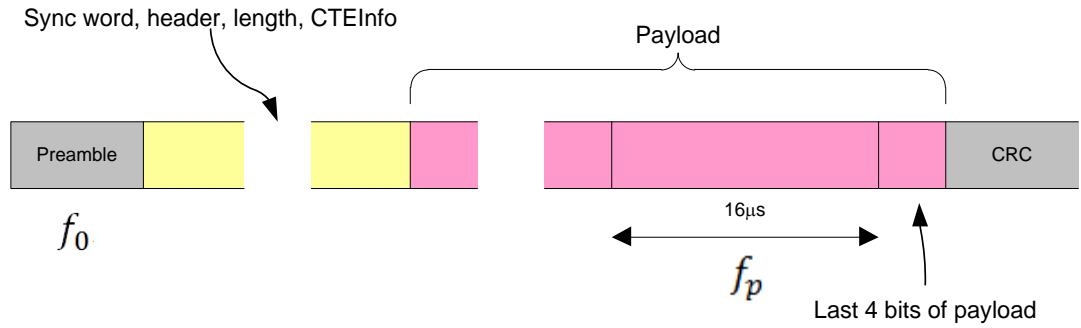 Sync word, header, length, CTEInfo
Payload
Preamble
CRC
f₀
16μs
fₚ
Last 4 bits of payload